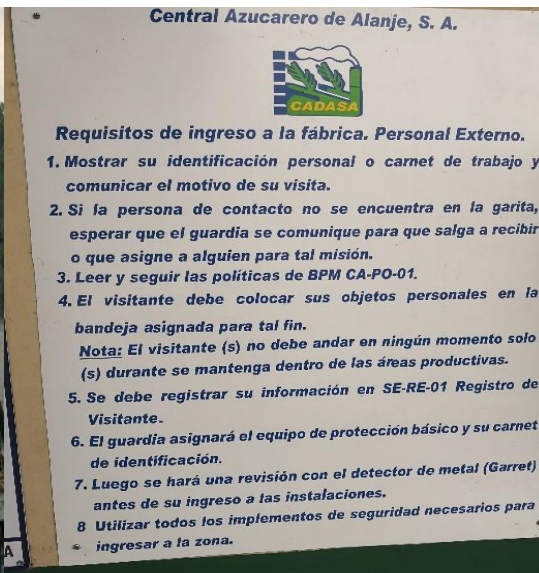 Central Azucarero de Alanje, S. A.
CADASA
Requisitos de ingreso a la fábrica. Personal Externo.
1. Mostrar su identificación personal o carnet de trabajo y
comunicar el motivo de su visita.
2. Si la persona de contacto no se encuentra en la garita,
esperar que el guardia se comunique para que salga a recibir
o que asigne a alguien para tal misión.
3. Leer y seguir las políticas de BPM CA-PO-01.
4. El visitante debe colocar sus objetos personales en la
bandeja asignada para tal fin.
Nota: El visitante (s) no debe andar en ningún momento solo
(s) durante se mantenga dentro de las áreas productivas.
5. Se debe registrar su información en SE-RE-01 Registro de
Visitante.
6. El guardia asignará el equipo de protección básico y su carnet
de identificación.
7. Luego se hará una revisión con el detector de metal (Garret)
antes de su ingreso a las instalaciones.
8 Utilizar todos los implementos de seguridad necesarios para
ingresar a la zona.
A